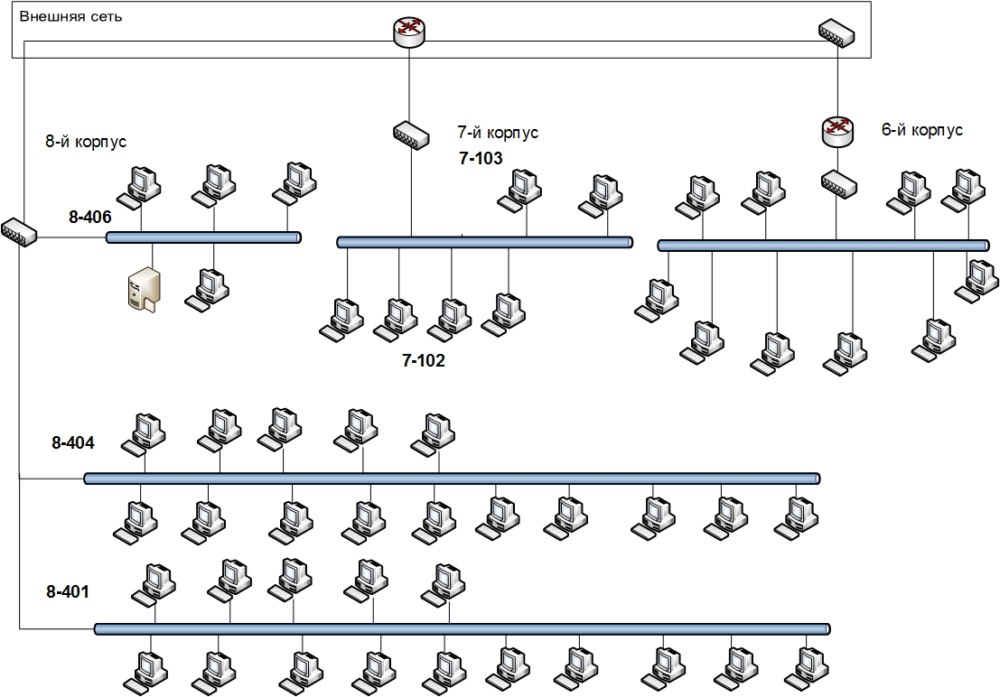 Внешняя сеть
8-й корпус
7-й корпус
7-103
6-й корпус
8-406
7-102
8-404
8-401